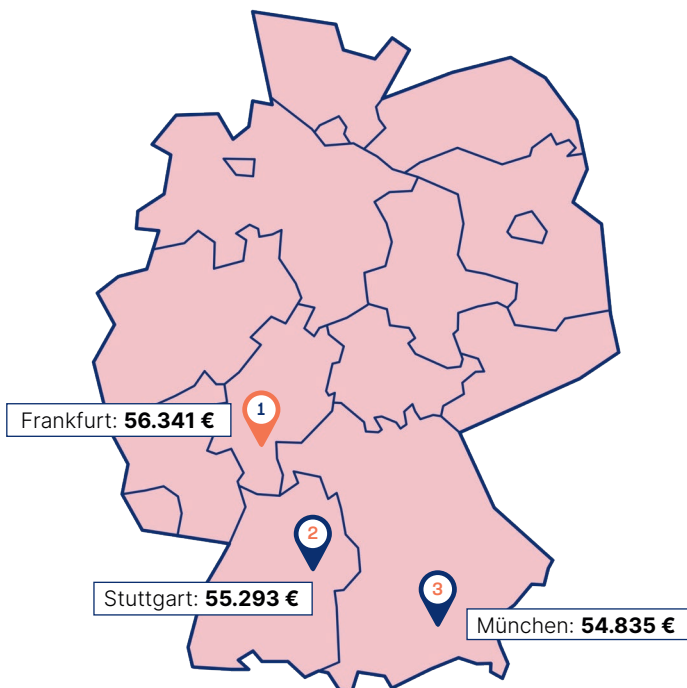 1
Frankfurt: 56.341 €
2
Stuttgart: 55.293 €
3
München: 54.835 €